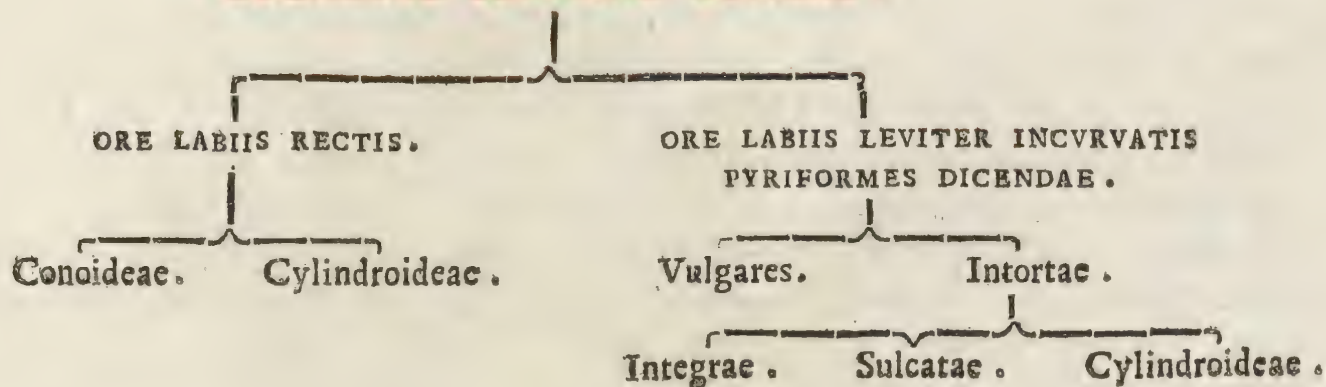 ORE LABIIS RECTIS.
ORE LABIIS LEVITER INCVRVATIS
PYRIFORMES DICENDAE.
Conoideae. Cylindroideae.
Vulgares. Intortae.
Integrae. Sulcatae. Cylindroideae.